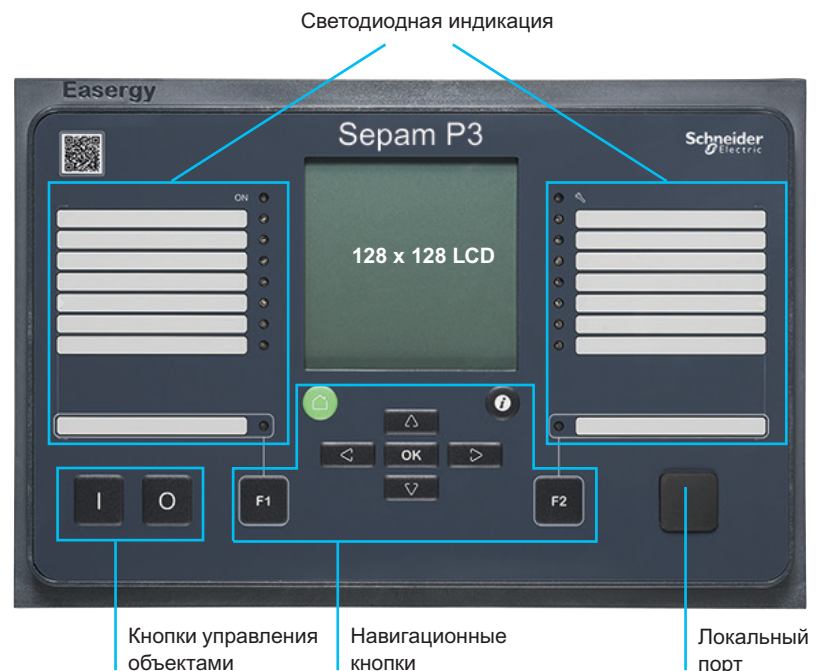 Светодиодная индикация
Easergy
Sepam P3
Schneider
Electric
ON
128 x 128 LCD
i
OK
I O
F1
F2
Кнопки управления
объектами
Навигационные
кнопки
Локальный
порт